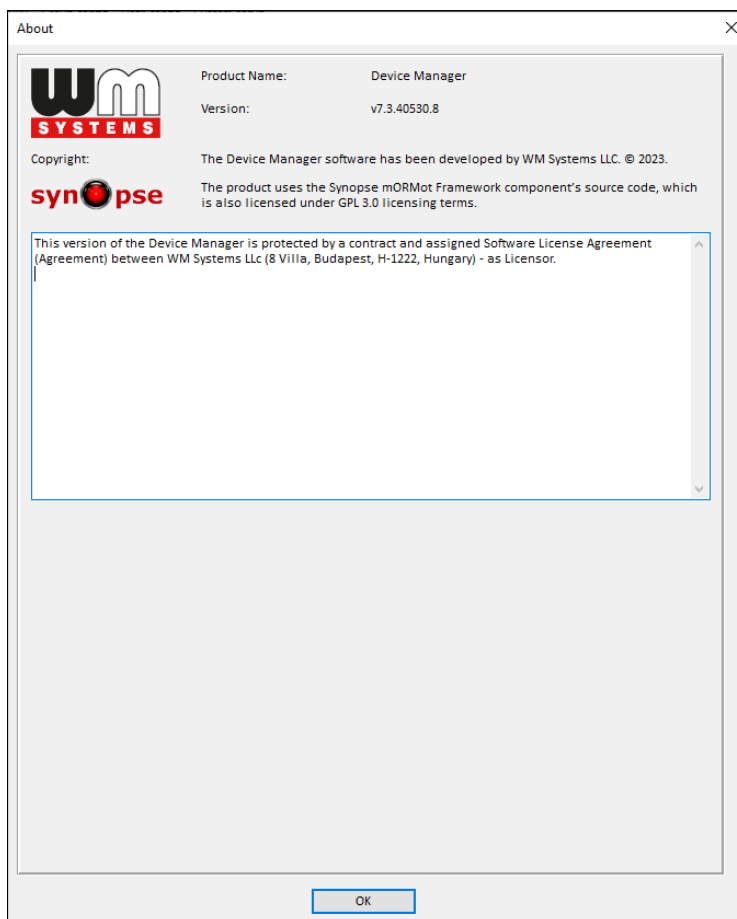 About
wm
SYSTEMS
Product Name: Device Manager
Version: v7.3.40530.8
Copyright: The Device Manager software has been developed by WM Systems LLC. © 2023.
synopse
The product uses the Synopse mORMot Framework component's source code, which
is also licensed under GPL 3.0 licensing terms.
This version of the Device Manager is protected by a contract and assigned Software License Agreement
(Agreement) between WM Systems LLc (8 Villa, Budapest, H-1222, Hungary) - as Licensor.
OK